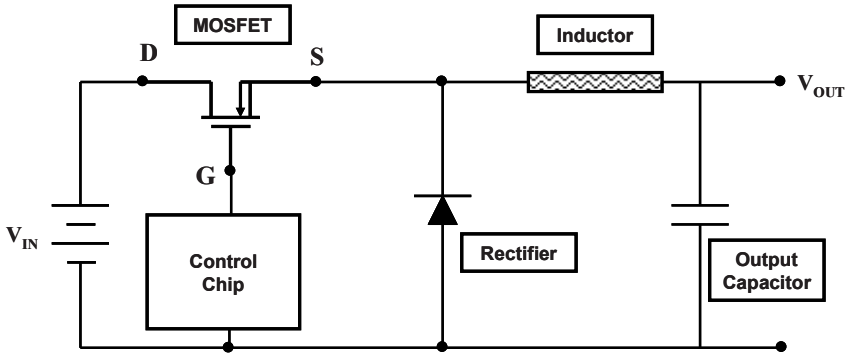 MOSFET
Inductor
D
S
V_OUT
G
V_IN
Control
Chip
Rectifier
Output
Capacitor